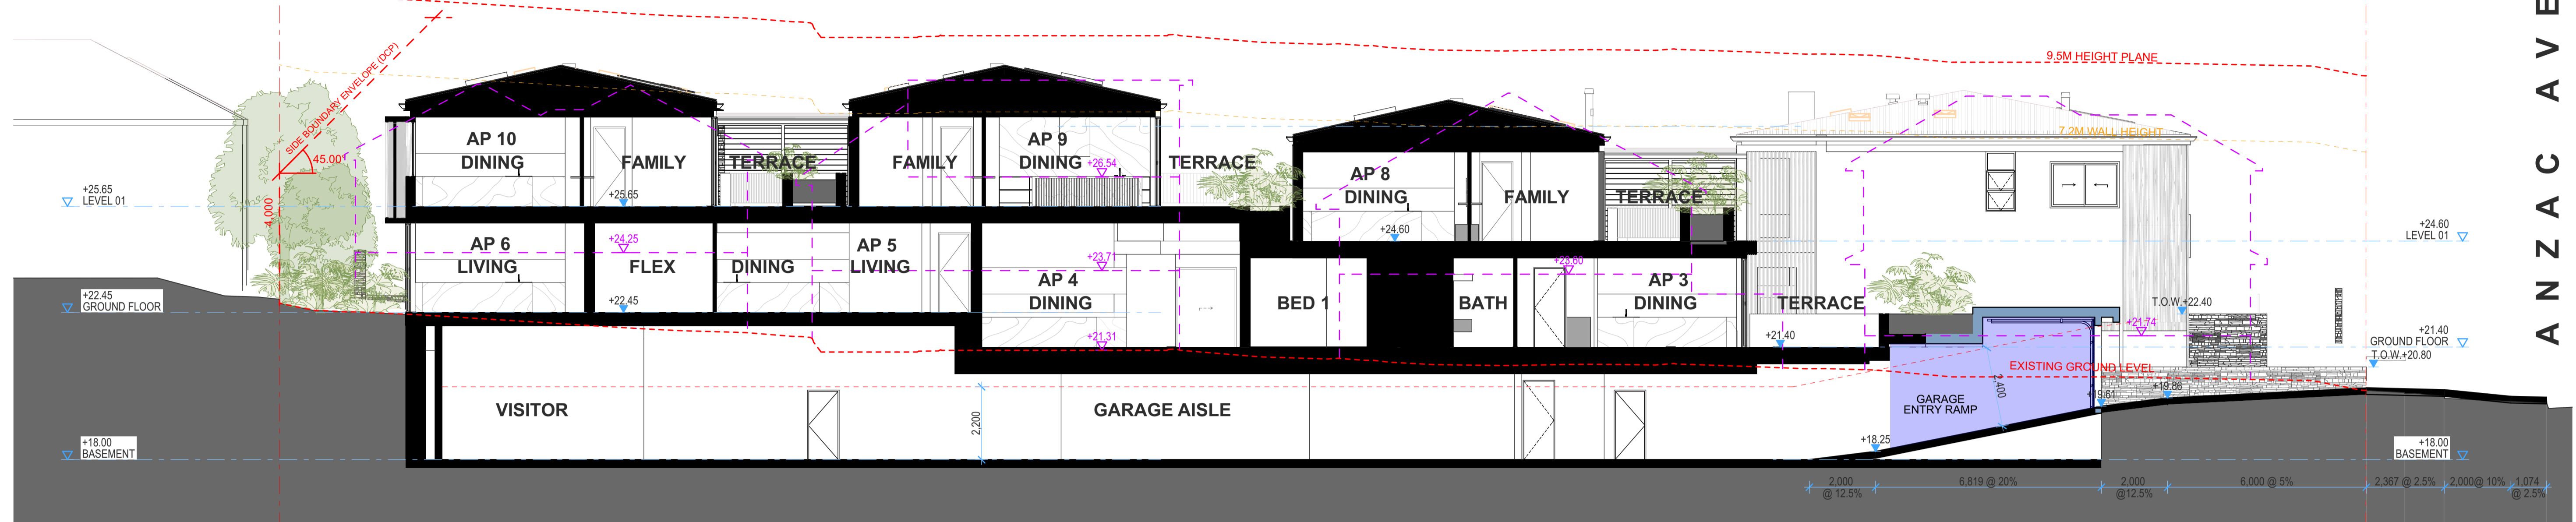 SIDE BOUNDARY ENVELOPE (DCP)
45.00°
4,000
9.5M HEIGHT PLANE
7.2M WALL HEIGHT
ANZAC AVE
AP 10
DINING
FAMILY
TERRACE
FAMILY
AP 9
DINING
+26.54
TERRACE
AP 8
DINING
FAMILY
TERRACE
+25.65
LEVEL 01
+25.65
+24.60
+24.60
LEVEL 01
AP 6
LIVING
+24.25
FLEX
DINING
AP 5
LIVING
+23.71
AP 4
DINING
BED 1
BATH
+23.60
AP 3
DINING
TERRACE
T.O.W.+22.40
+22.45
GROUND FLOOR
+22.45
+21.31
+21.40
+21.74
+21.40
GROUND FLOOR
T.O.W.+20.80
EXISTING GROUND LEVEL
VISITOR
2,200
GARAGE AISLE
2,400
GARAGE
ENTRY RAMP
+19.61
+19.86
+18.25
+18.00
BASEMENT
+18.00
BASEMENT
2,000
@ 12.5%
6,819 @ 20%
2,000
@12.5%
6,000 @ 5%
2,367 @ 2.5%
2,000@ 10%
1,074
@ 2.5%